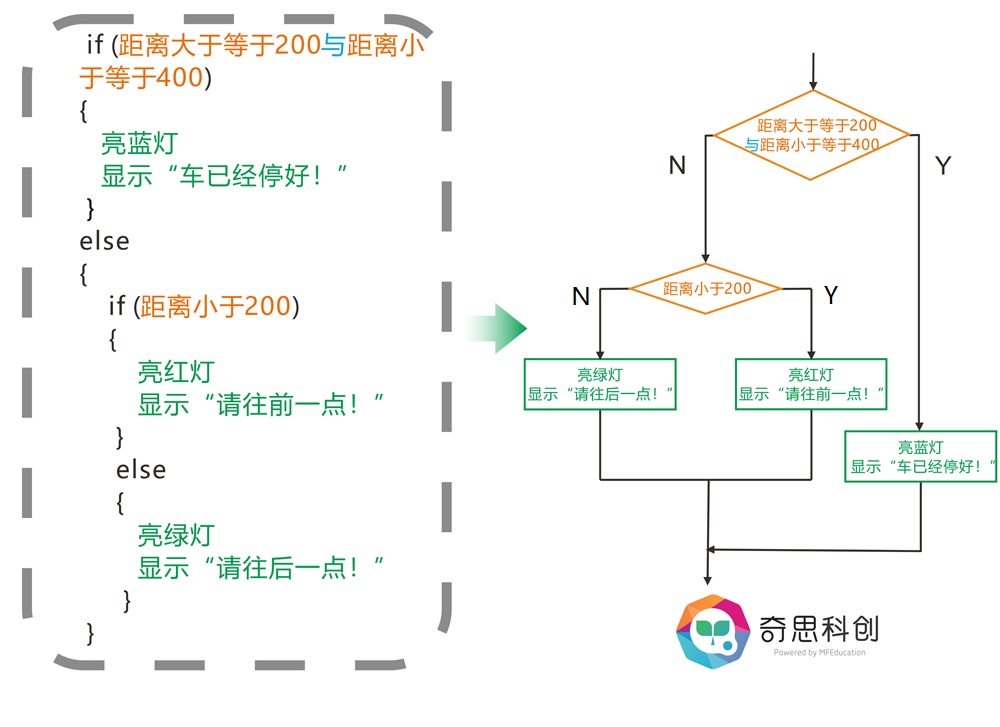 if (距离大于等于200与距离小
于等于400)
{
亮蓝灯
显示“车已经停好！”
}
else
{
if (距离小于200)
{
亮红灯
显示“请往前一点！”
}
else
{
亮绿灯
显示“请往后一点！”
}
}
距离大于等于200
与距离小于等于400
N
Y
距离小于200
N
Y
亮绿灯
显示“请往后一点！”
亮红灯
显示“请往前一点！”
亮蓝灯
显示“车已经停好！”
奇思科创
Powered by MFEducation